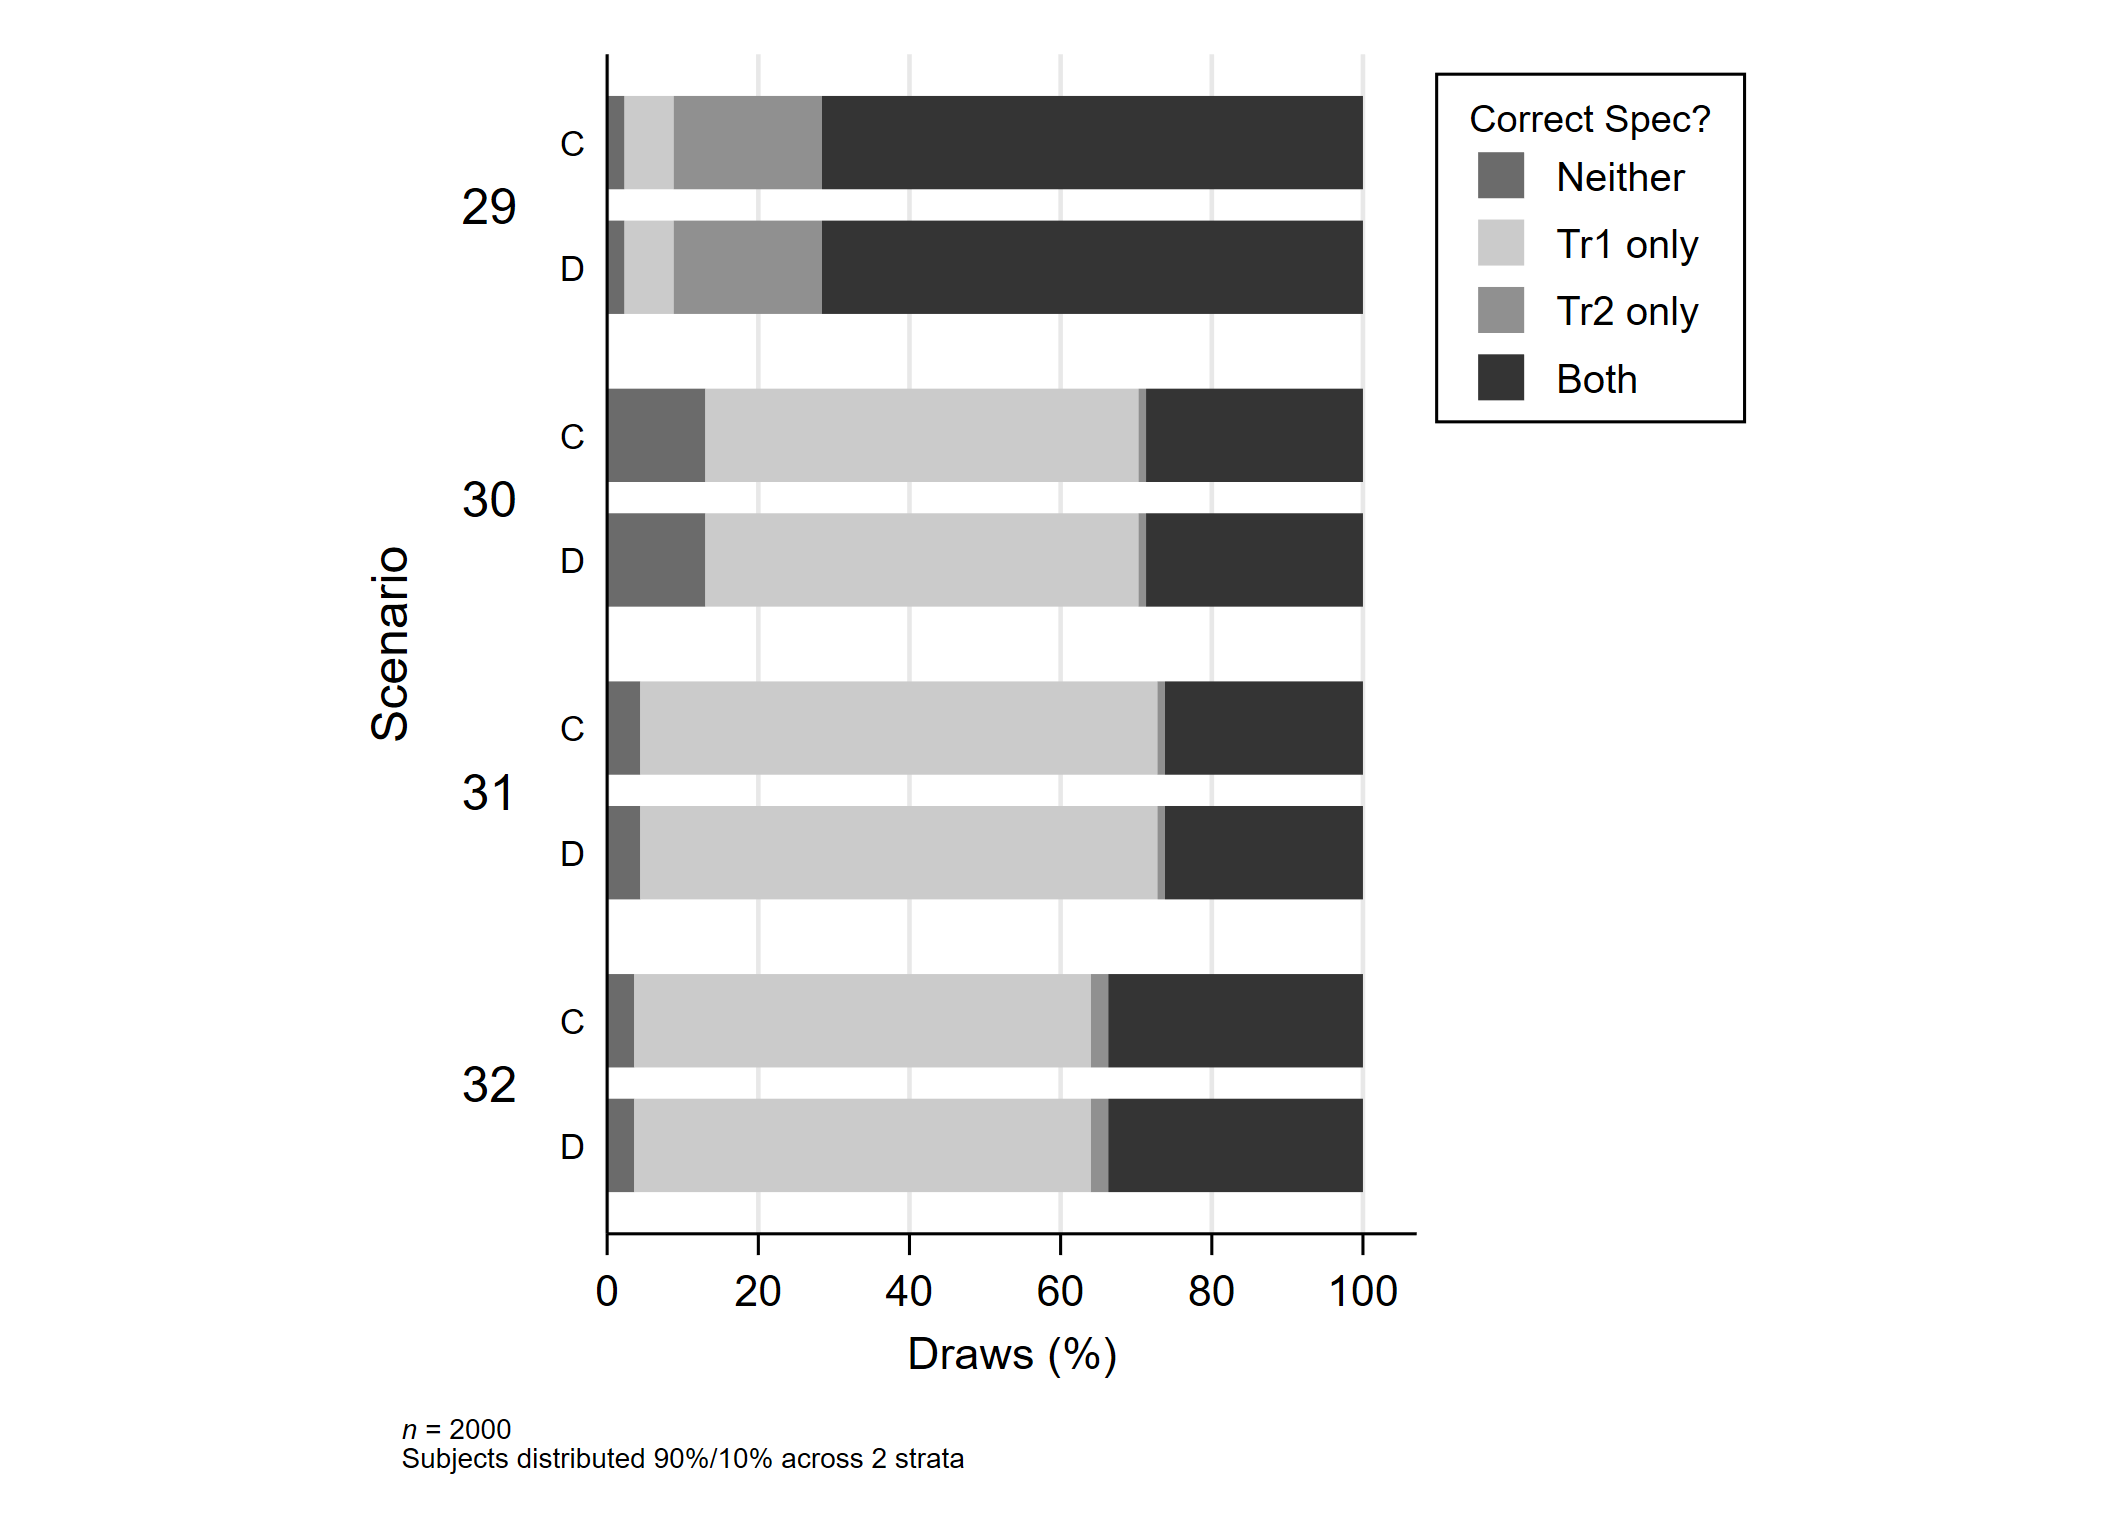 Correct Spec?
Neither
Tr1 only
Tr2 only
Both
Scenario
29
C
D
30
C
D
31
C
D
32
C
D
0 20 40 60 80 100
Draws (%)
n = 2000
Subjects distributed 90%/10% across 2 strata